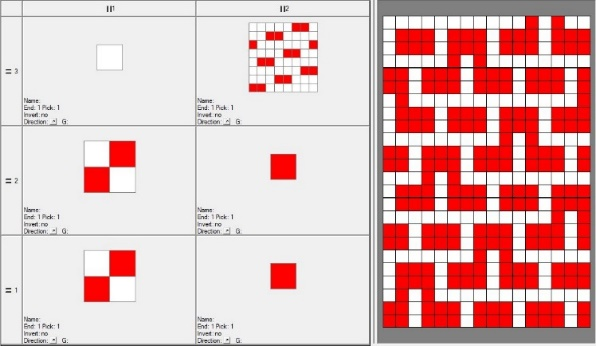 H1
H2
= 3
Name:
End: 1 Pick: 1
Invert: no
Direction: G:
Name:
End: 1 Pick: 1
Invert: no
Direction: G:
= 2
Name:
End: 1 Pick: 1
Invert: no
Direction: G:
Name:
End: 1 Pick: 1
Invert: no
Direction: G:
= 1
Name:
End: 1 Pick: 1
Invert: no
Direction: G:
Name:
End: 1 Pick: 1
Invert: no
Direction: G: